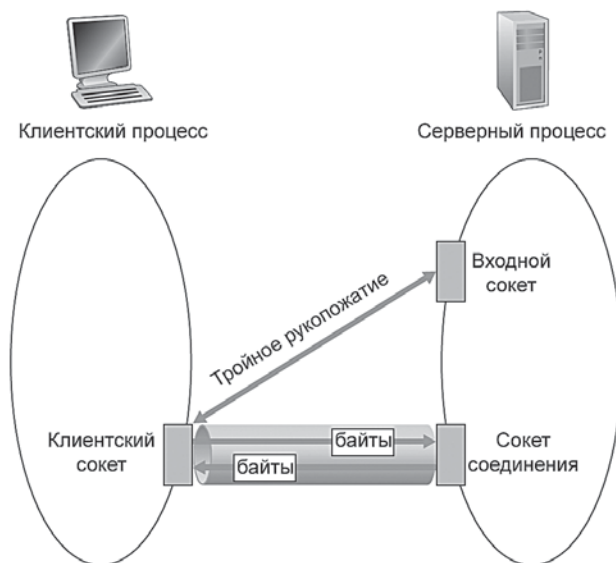 Клиентский процесс
Серверный процесс
Входной
сокет
Тройное рукопожатие
Клиентский
сокет
байты
байты
Сокет
соединения